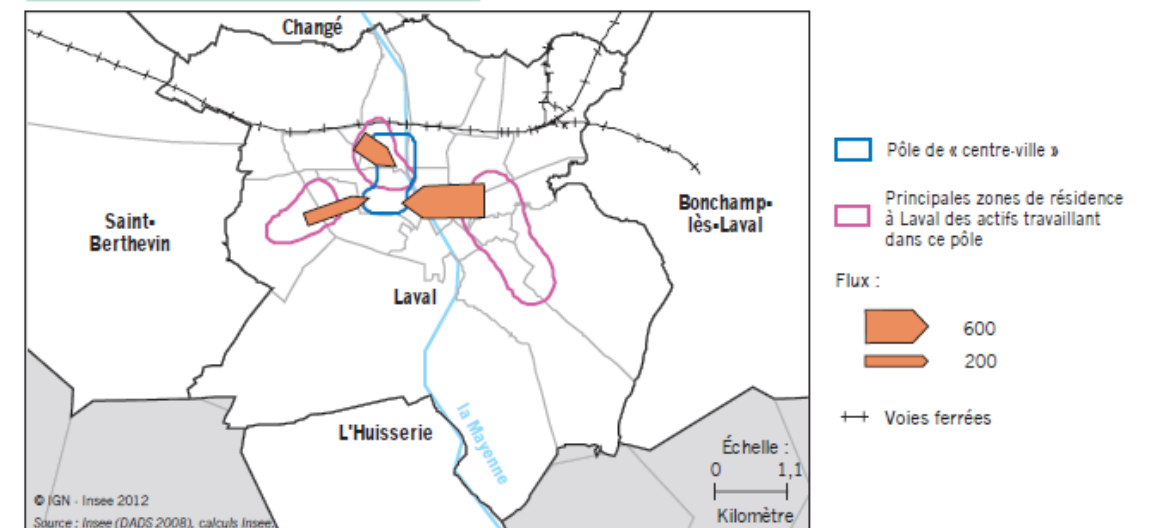 Changé
Saint-
Berthevin
Bonchamp-
lès-Laval
Laval
L'Huisserie
la Mayenne
Échelle :
0 1,1
Kilomètre
© IGN - Insee 2012
Source : Insee (DADS 2008), calculs Insee.
Pôle de « centre-ville »
Principales zones de résidence
à Laval des actifs travaillant
dans ce pôle
Flux :
600
200
Voies ferrées